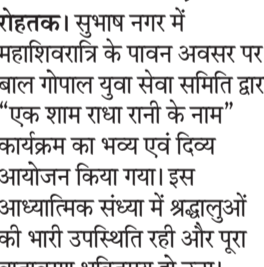 रोहतक। सुभाष नगर में
महाशिवरात्रि के पावन अवसर पर
बाल गोपाल युवा सेवा समिति द्वार
“एक शाम राधा रानी के नाम”
कार्यक्रम का भव्य एवं दिव्य
आयोजन किया गया। इस
आध्यात्मिक संध्या में श्रद्धालुओं
की भारी उपस्थिति रही और पूरा